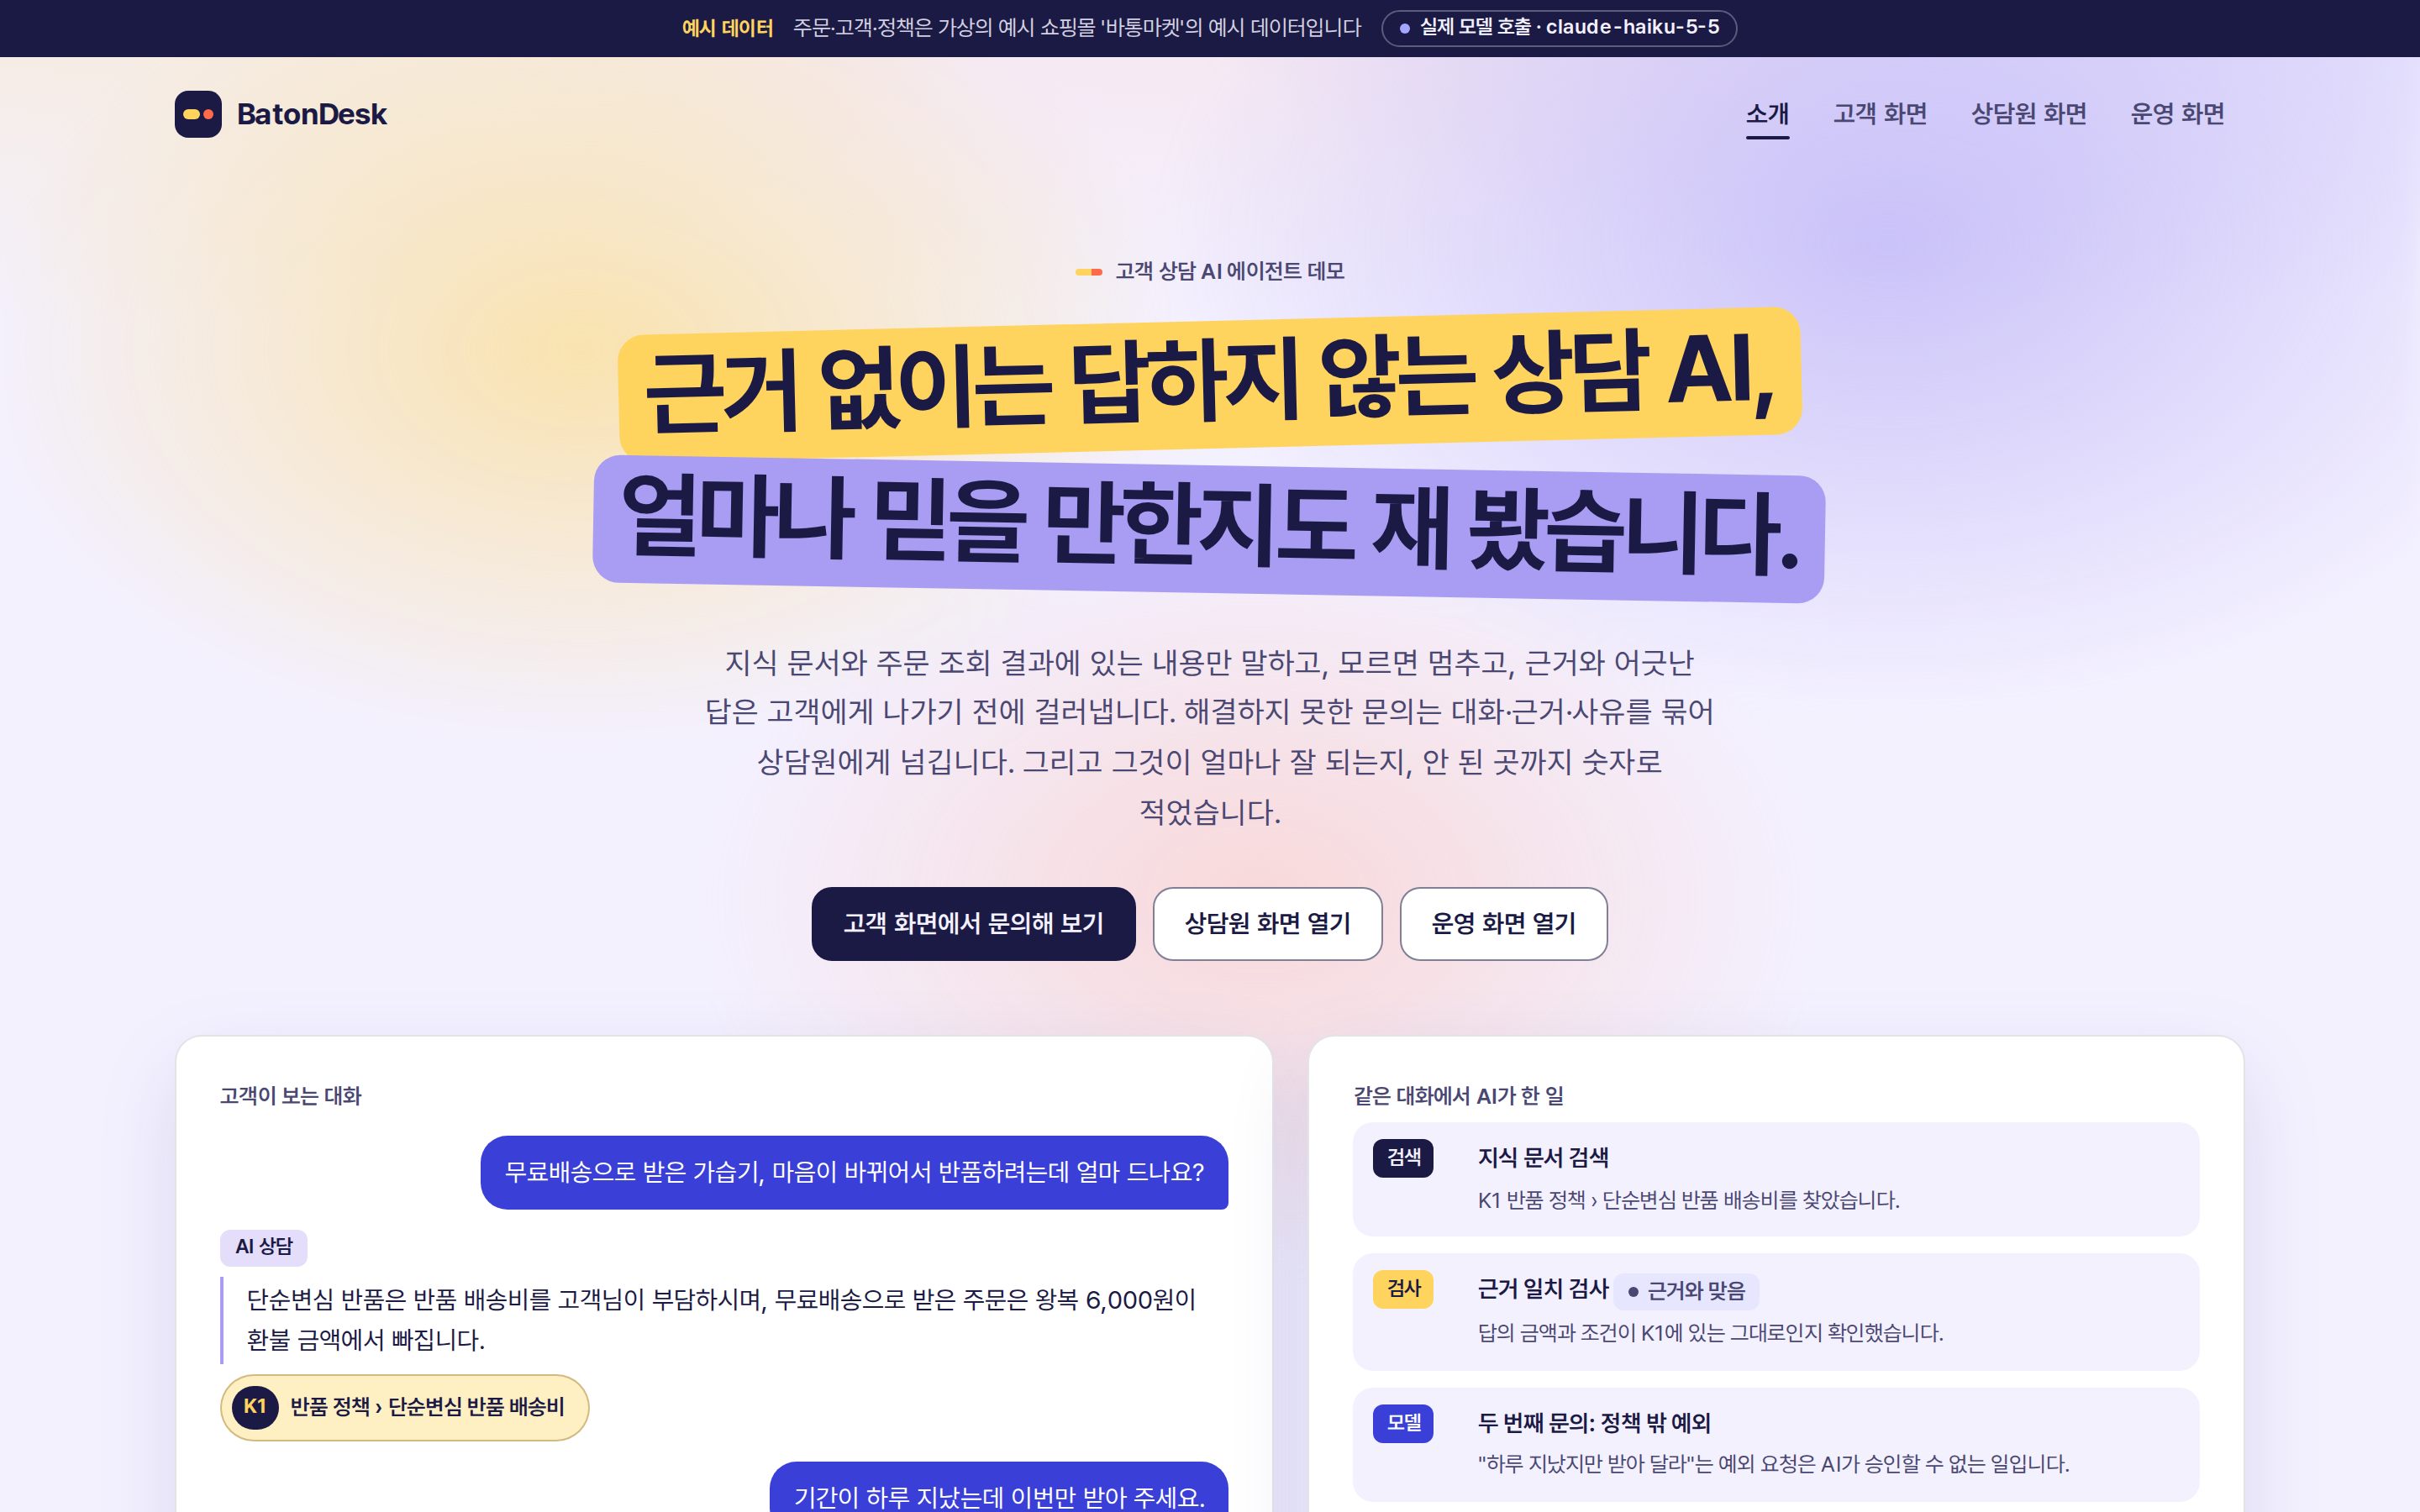 예시 데이터 주문·고객·정책은 가상의 예시 쇼핑몰 '바통마켓'의 예시 데이터입니다 실제 모델 호출 · claude-haiku-5-5
BatonDesk
소개 고객 화면 상담원 화면 운영 화면
고객 상담 AI 에이전트 데모
근거 없이는 답하지 않는 상담 AI,
얼마나 믿을 만한지도 재 봤습니다.
지식 문서와 주문 조회 결과에 있는 내용만 말하고, 모르면 멈추고, 근거와 어긋난
답은 고객에게 나가기 전에 걸러냅니다. 해결하지 못한 문의는 대화·근거·사유를 묶어
상담원에게 넘깁니다. 그리고 그것이 얼마나 잘 되는지, 안 된 곳까지 숫자로
적었습니다.
고객 화면에서 문의해 보기 상담원 화면 열기 운영 화면 열기
고객이 보는 대화
무료배송으로 받은 가습기, 마음이 바뀌어서 반품하려는데 얼마 드나요?
AI 상담
단순변심 반품은 반품 배송비를 고객님이 부담하시며, 무료배송으로 받은 주문은 왕복 6,000원이
환불 금액에서 빠집니다.
K1 반품 정책 › 단순변심 반품 배송비
기간이 하루 지났는데 이번만 받아 주세요.
같은 대화에서 AI가 한 일
검색 지식 문서 검색
K1 반품 정책 › 단순변심 반품 배송비를 찾았습니다.
검사 근거 일치 검사 근거와 맞음
답의 금액과 조건이 K1에 있는 그대로인지 확인했습니다.
모델 두 번째 문의: 정책 밖 예외
"하루 지났지만 받아 달라"는 예외 요청은 AI가 승인할 수 없는 일입니다.